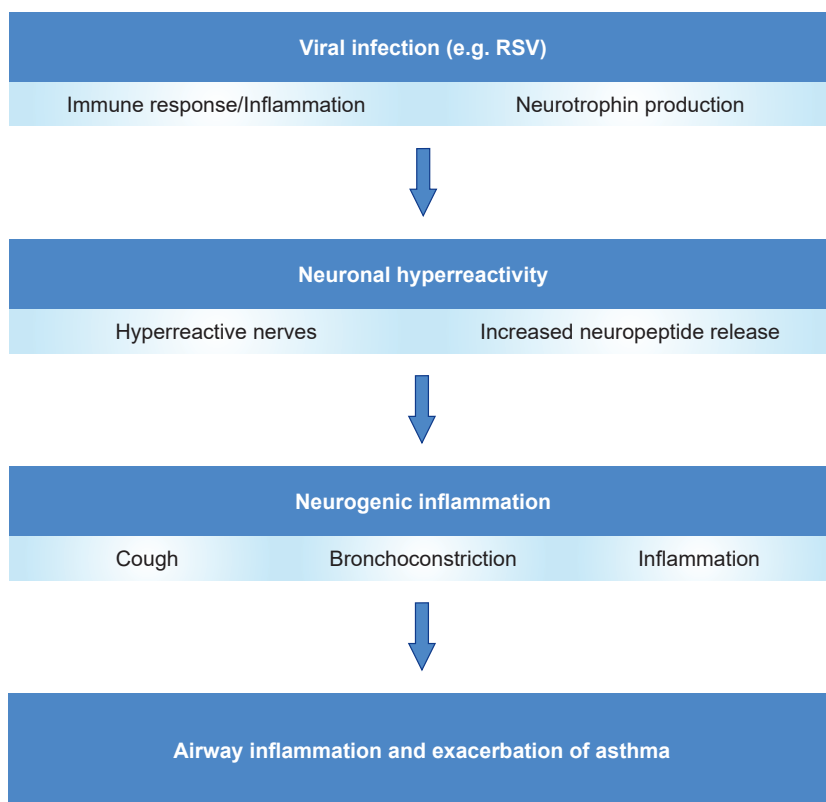 Viral infection (e.g. RSV)
Immune response/Inflammation Neurotrophin production
Neuronal hyperreactivity
Hyperreactive nerves Increased neuropeptide release
Neurogenic inflammation
Cough Bronchoconstriction Inflammation
Airway inflammation and exacerbation of asthma